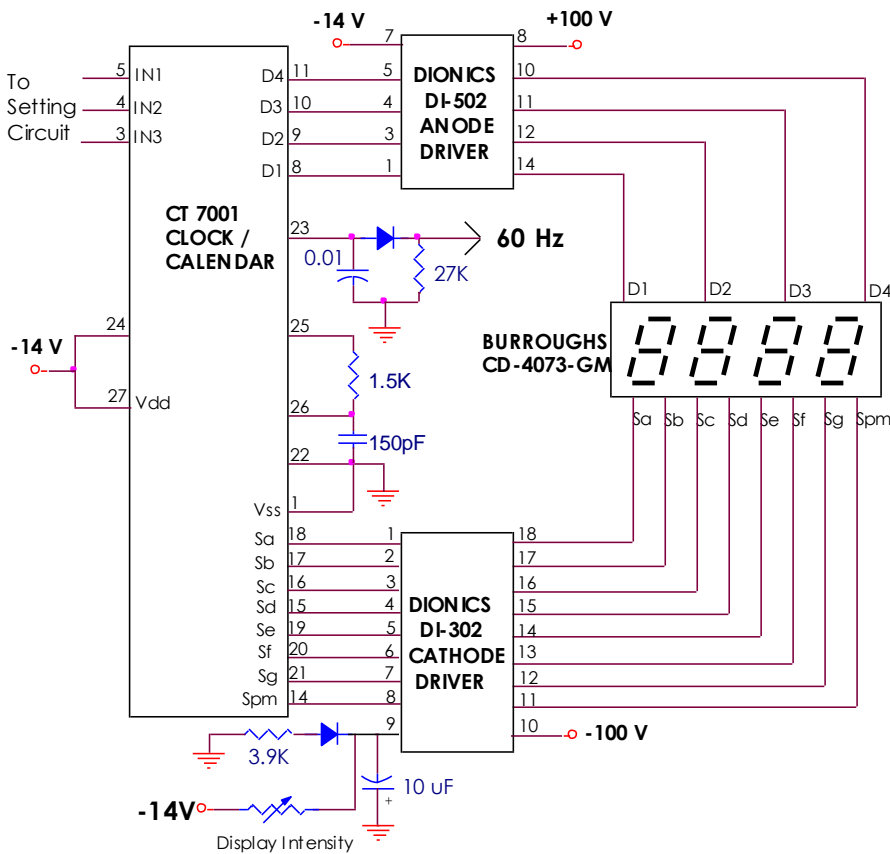 -14 V
+100 V
7
8
To
Setting
Circuit
5
IN1
4
IN2
3
IN3
D4
11
D3
10
D2
9
D1
8
5
4
3
1
DIONICS
DI-502
ANODE
DRIVER
10
11
12
14
CT 7001
CLOCK /
CALENDAR
23
0.01
27K
60 Hz
D1
D2
D3
D4
BURROUGHS
CD-4073-GM
8888
Sa
Sb
Sc
Sd
Se
Sf
Sg
Spm
24
-14 V
27
Vdd
25
1.5K
26
150pF
22
Vss
1
Sa
18
Sb
17
Sc
16
Sd
15
Se
19
Sf
20
Sg
21
Spm
14
1
2
3
4
5
6
7
8
9
DIONICS
DI-302
CATHODE
DRIVER
18
17
16
15
14
13
12
11
10
-100 V
3.9K
10 uF
+
-14V
Display Intensity